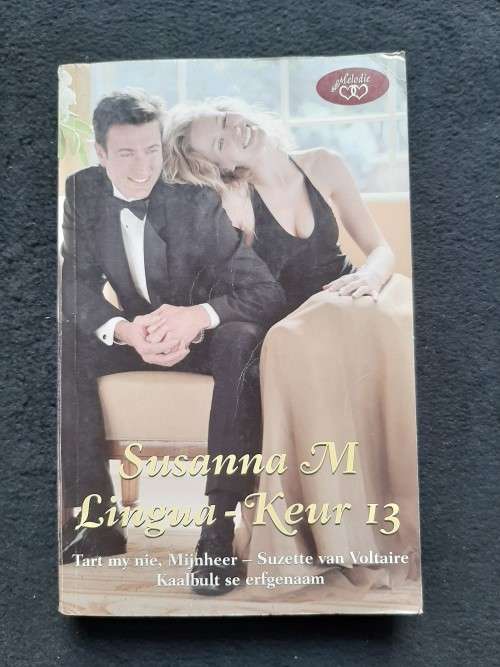 Melodie
Susanna M
Lingua - Keur 13
Tart my nie, Mijnheer – Suzette van Voltaire
Kaalbult se erfgenaam